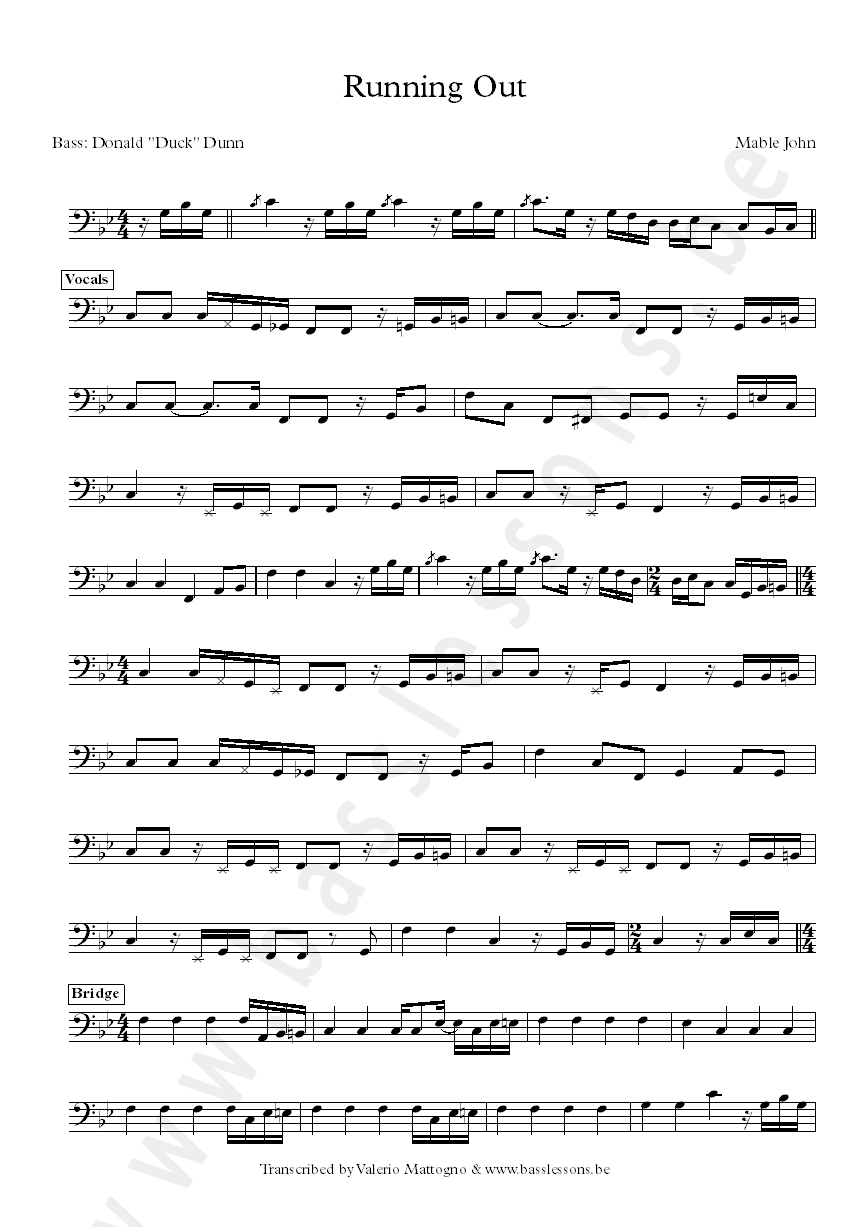 Running Out
Bass: Donald "Duck" Dunn
Mable John
Vocals
Bridge
www.basslessons.be
Transcribed by Valerio Mattogno & www.basslessons.be